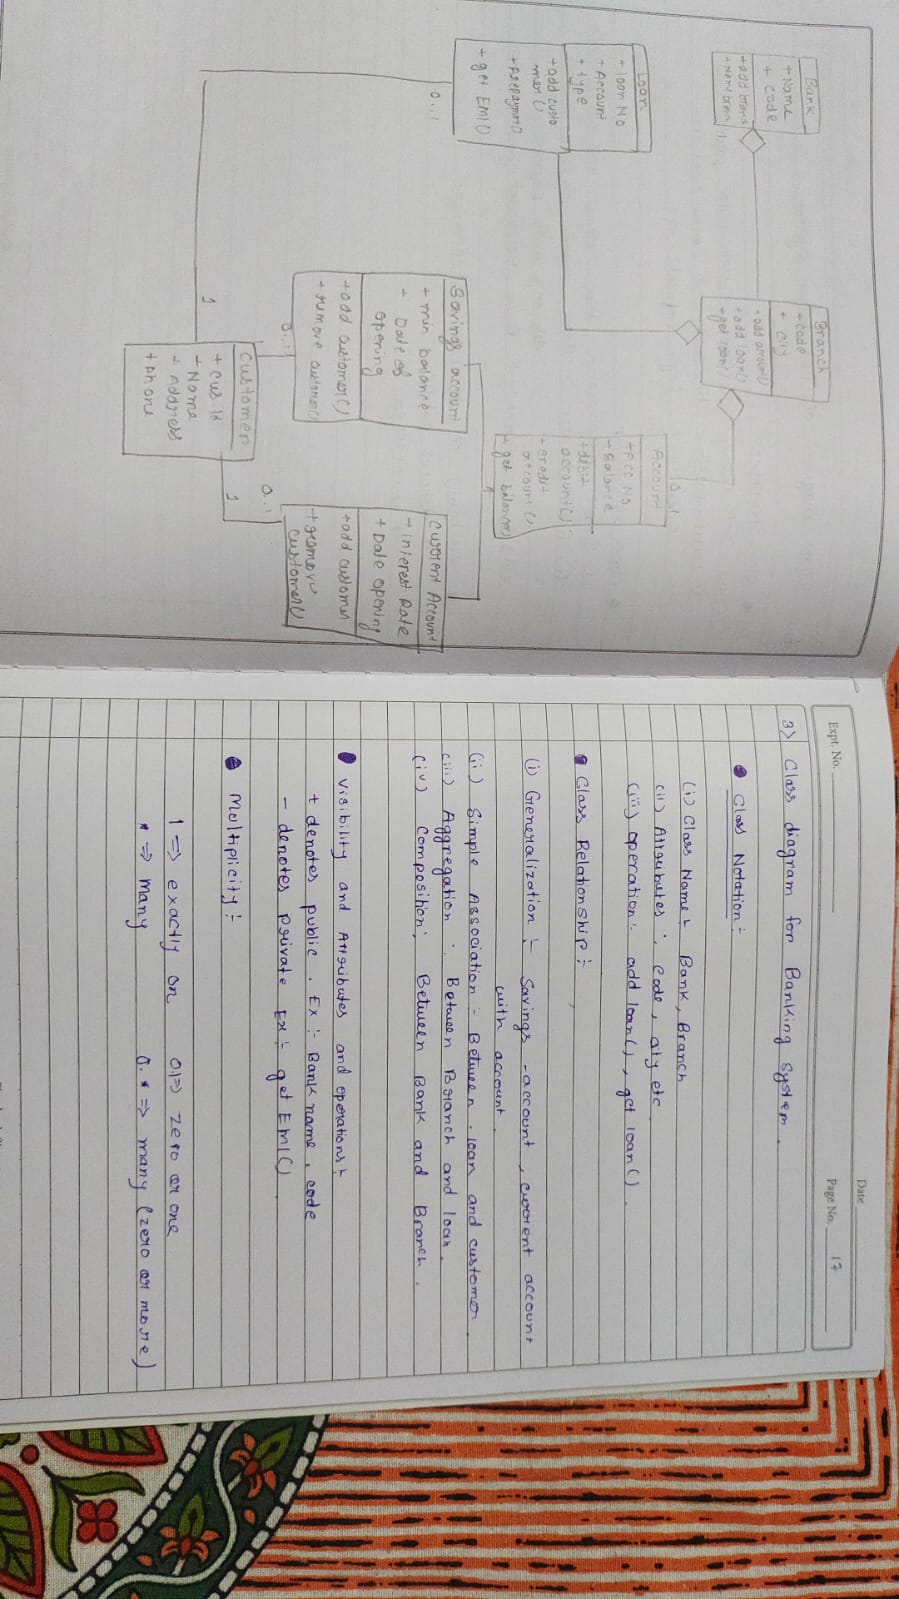 Bank
+ Name
+ code
+ add branch
Branch
+ code
+ city
+ add account()
+ add loan()
+ get loan()
Loan
+ loan No
+ Account
+ type
+ add custo
mer()
+ prepayment()
+ get EMI()
Account
+ Acc No
- Balance
+ debit
account()
+ credit
account()
+ get balance()
0..1
Savings account
+ min balance
+ Date of
opening
+ add customer()
+ remove customer()
0..1
Current Account
+ Interest Rate
+ Date opening
+ add customer
+ remove
customer()
0..1
1
Customer
+ cus Id
+ Name
+ Address
+ phone
1
Date
Expt. No.
Page No. 17
3) Class diagram for Banking system.
Class Notation:-
(i) Class Name:- Bank, Branch
(ii) Attributes: code, city etc
(iii) operation:- add loan(), get loan().
Class Relationship:-
(i) Generalization:- Savings-account, current account
with account.
(ii) Simple Association:- Between loan and customer.
(iii) Aggregation: Between Branch and loan.
(iv) Composition: Between Bank and Branch.
Visibility and Attributes and operations:-
+ denotes public. Ex:- Bank name, code
- denotes private Ex:- get EMI()
Multiplicity:-
1 => exactly on 01=> zero or one
* => Many 0.* => many (zero or more)